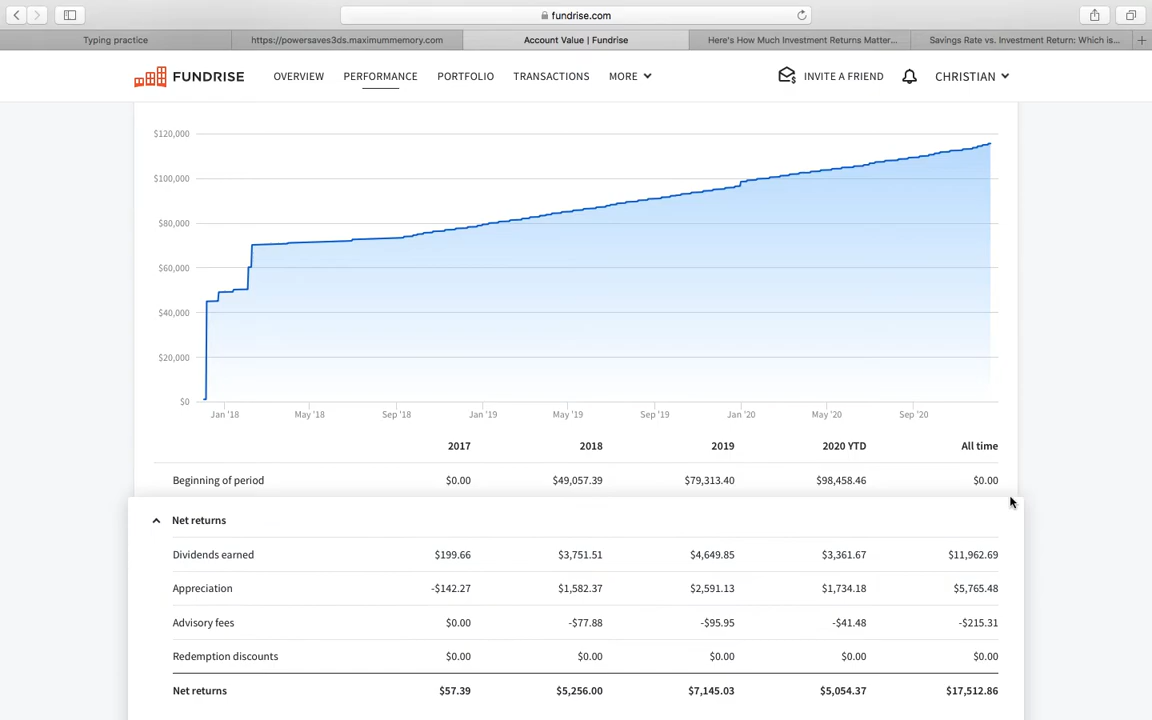 fundrise.com
Typing practice
https://powersaves3ds.maximummemory.com
Account Value | Fundrise
Here's How Much Investment Returns Matter...
Savings Rate vs. Investment Return: Which is...
FUNDRISE OVERVIEW PERFORMANCE PORTFOLIO TRANSACTIONS MORE INVITE A FRIEND CHRISTIAN
$120,000
$100,000
$80,000
$60,000
$40,000
$20,000
$0
Jan '18 May '18 Sep '18 Jan '19 May '19 Sep '19 Jan '20 May '20 Sep '20
2017 2018 2019 2020 YTD All time
Beginning of period $0.00 $49,057.39 $79,313.40 $98,458.46 $0.00
Net returns
Dividends earned $199.66 $3,751.51 $4,649.85 $3,361.67 $11,962.69
Appreciation -$142.27 $1,582.37 $2,591.13 $1,734.18 $5,765.48
Advisory fees $0.00 -$77.88 -$95.95 -$41.48 -$215.31
Redemption discounts $0.00 $0.00 $0.00 $0.00 $0.00
Net returns $57.39 $5,256.00 $7,145.03 $5,054.37 $17,512.86